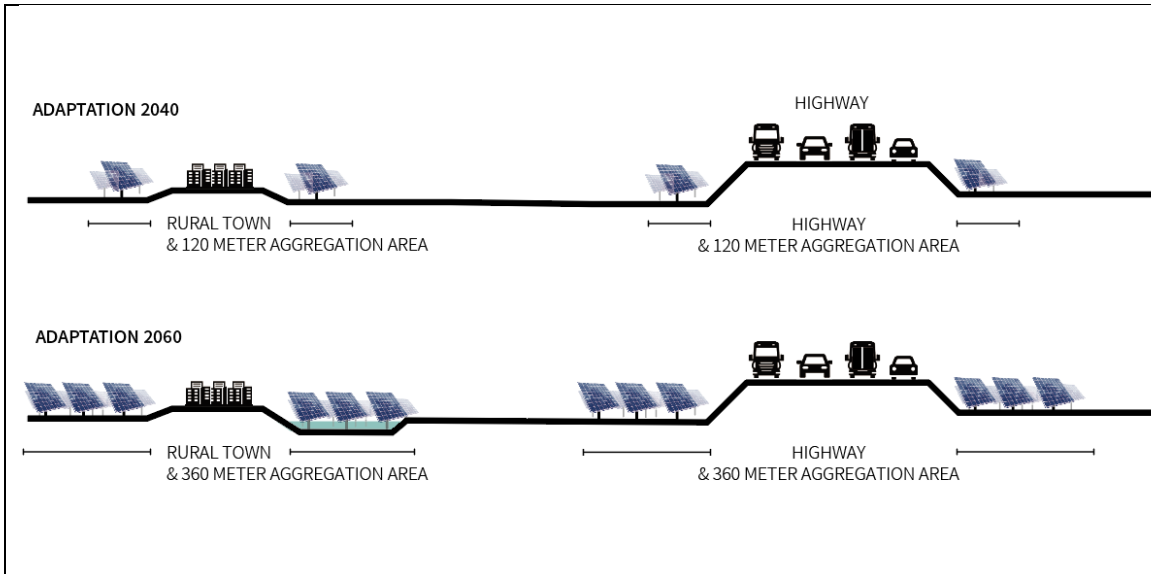 ADAPTATION 2040
HIGHWAY
RURAL TOWN
& 120 METER AGGREGATION AREA
HIGHWAY
& 120 METER AGGREGATION AREA
ADAPTATION 2060
RURAL TOWN
& 360 METER AGGREGATION AREA
HIGHWAY
& 360 METER AGGREGATION AREA